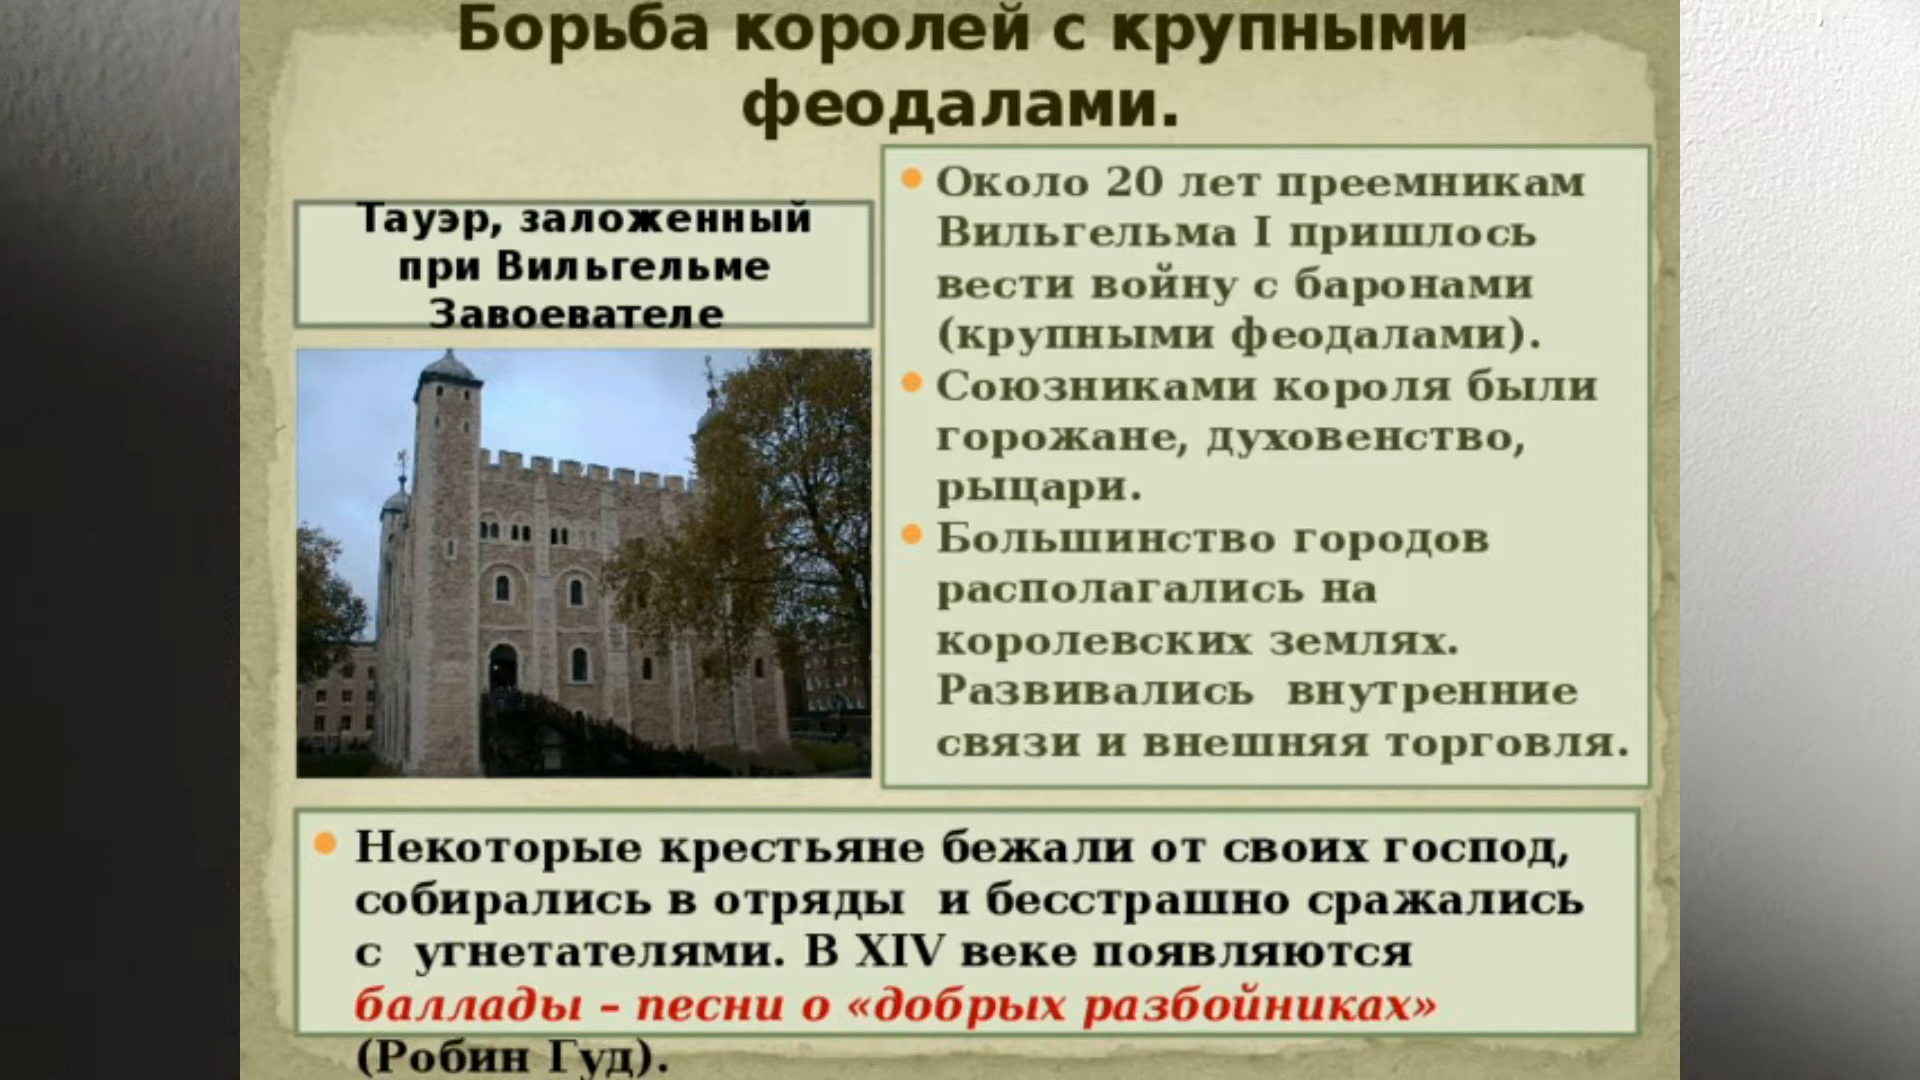 Борьба королей с крупными
феодалами.
Тауэр, заложенный
при Вильгельме
Завоевателе
Около 20 лет преемникам
Вильгельма I пришлось
вести войну с баронами
(крупными феодалами).
Союзниками короля были
горожане, духовенство,
рыцари.
Большинство городов
располагались на
королевских землях.
Развивались внутренние
связи и внешняя торговля.
Некоторые крестьяне бежали от своих господ,
собирались в отряды и бесстрашно сражались
с угнетателями. В XIV веке появляются
баллады – песни о «добрых разбойниках»
(Робин Гуд).